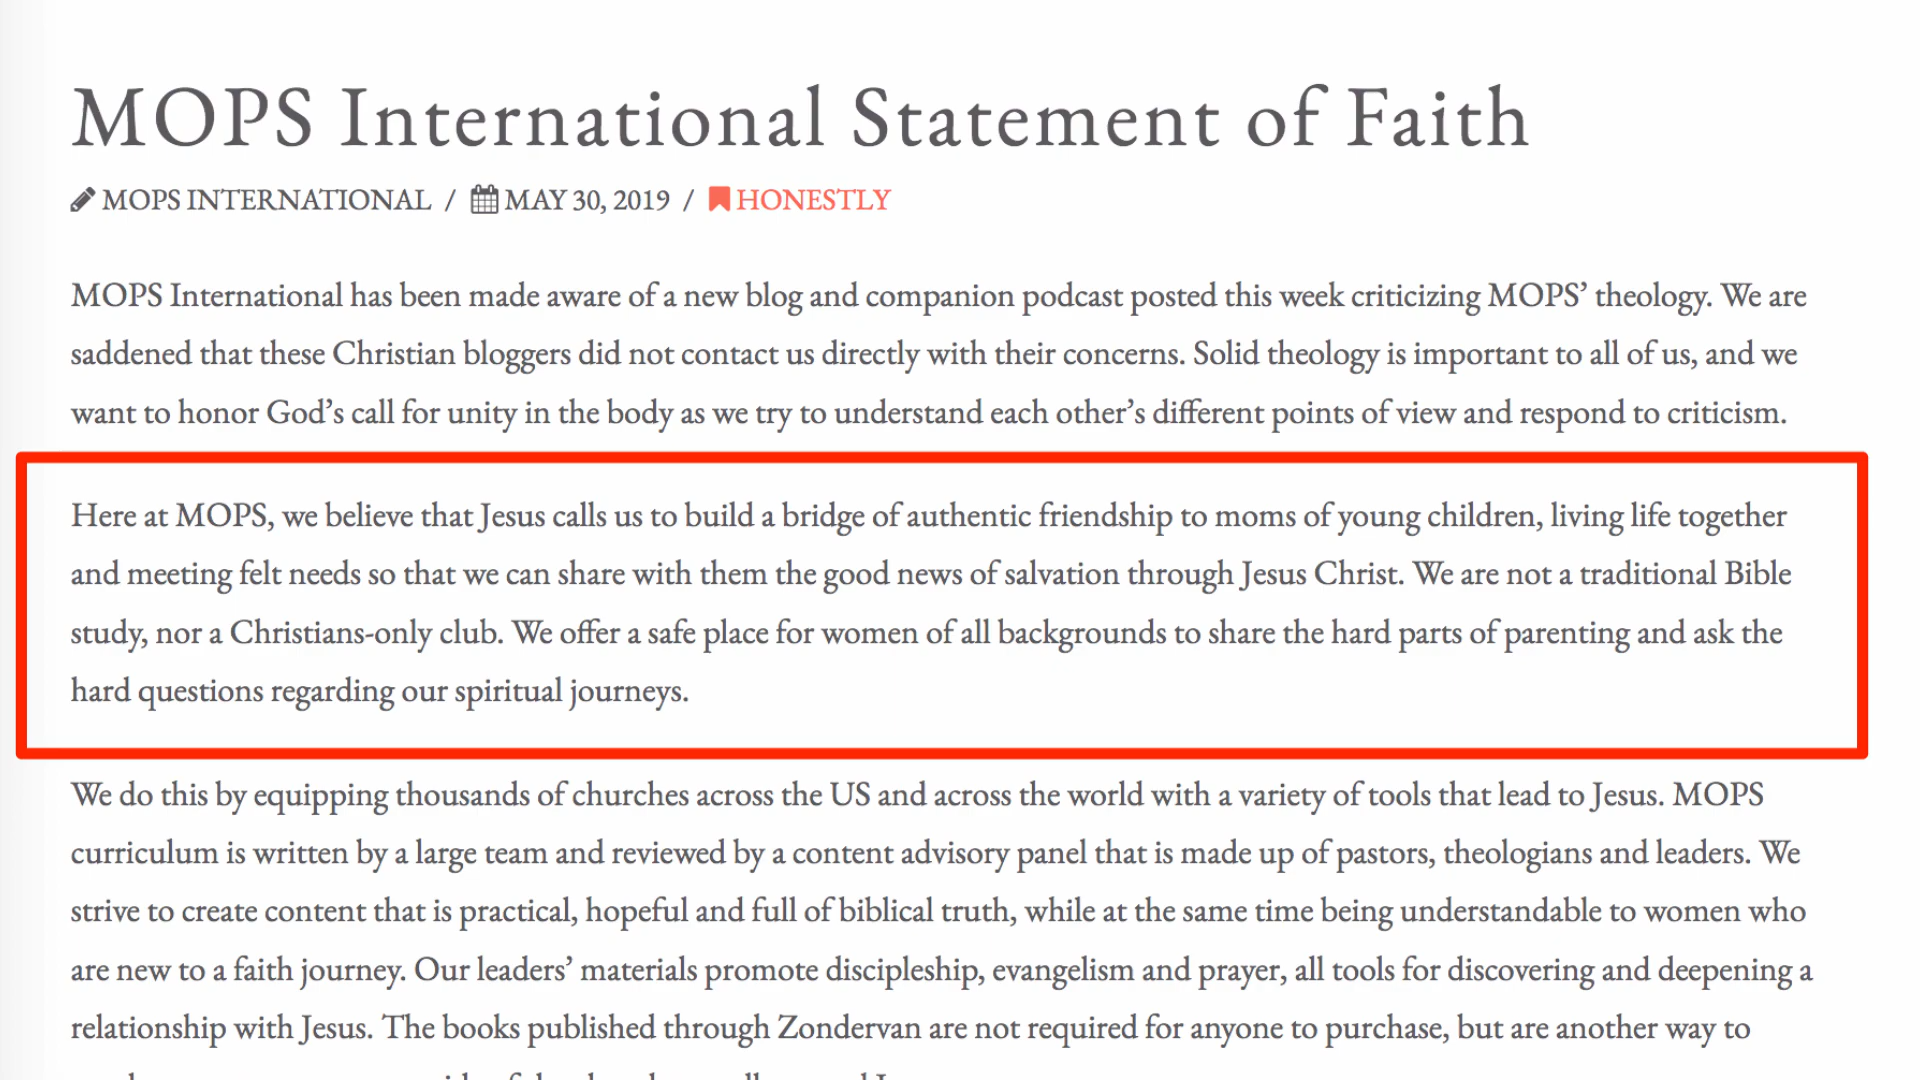 MOPS International Statement of Faith
MOPS INTERNATIONAL / MAY 30, 2019 / HONESTLY
MOPS International has been made aware of a new blog and companion podcast posted this week criticizing MOPS’ theology. We are
saddened that these Christian bloggers did not contact us directly with their concerns. Solid theology is important to all of us, and we
want to honor God’s call for unity in the body as we try to understand each other’s different points of view and respond to criticism.
Here at MOPS, we believe that Jesus calls us to build a bridge of authentic friendship to moms of young children, living life together
and meeting felt needs so that we can share with them the good news of salvation through Jesus Christ. We are not a traditional Bible
study, nor a Christians-only club. We offer a safe place for women of all backgrounds to share the hard parts of parenting and ask the
hard questions regarding our spiritual journeys.
We do this by equipping thousands of churches across the US and across the world with a variety of tools that lead to Jesus. MOPS
curriculum is written by a large team and reviewed by a content advisory panel that is made up of pastors, theologians and leaders. We
strive to create content that is practical, hopeful and full of biblical truth, while at the same time being understandable to women who
are new to a faith journey. Our leaders’ materials promote discipleship, evangelism and prayer, all tools for discovering and deepening a
relationship with Jesus. The books published through Zondervan are not required for anyone to purchase, but are another way to